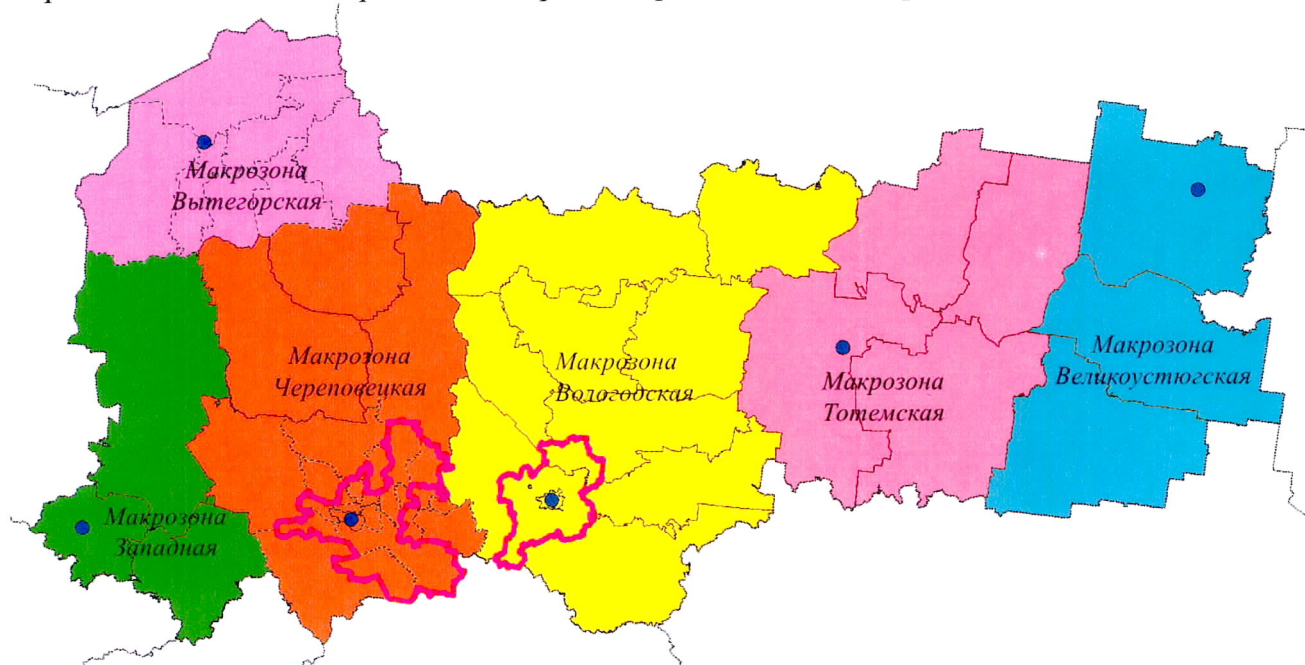 Макрозона
Вытегорская
Макрозона
Череповецкая
Макрозона
Вологодская
Макрозона
Тотемская
Макрозона
Великоустюгская
Макрозона
Западная